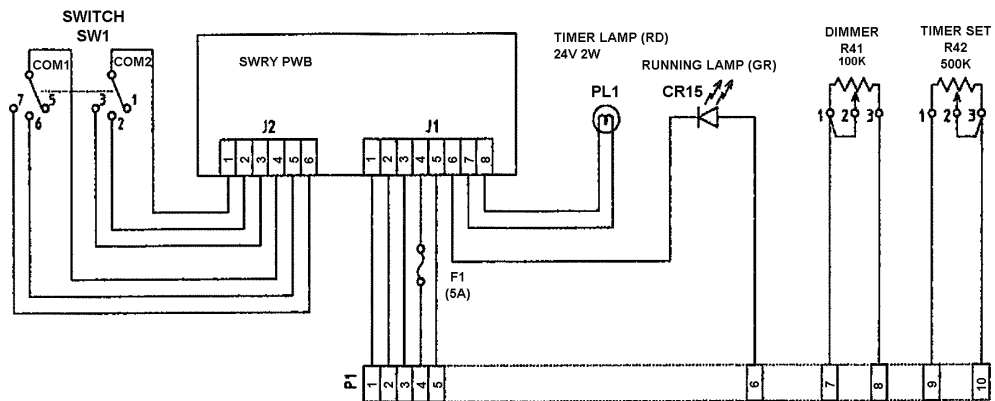 SWITCH
SW1
COM1
COM2
7
5
6
3
1
2
SWRY PWB
J2
1 2 3 4 5 6
J1
1 2 3 4 5 6 7 8
TIMER LAMP (RD)
24V 2W
PL1
RUNNING LAMP (GR)
CR15
DIMMER
R41
100K
1 2 3
TIMER SET
R42
500K
1 2 3
F1
(5A)
P1
1 2 3 4 5 6 7 8 9 10